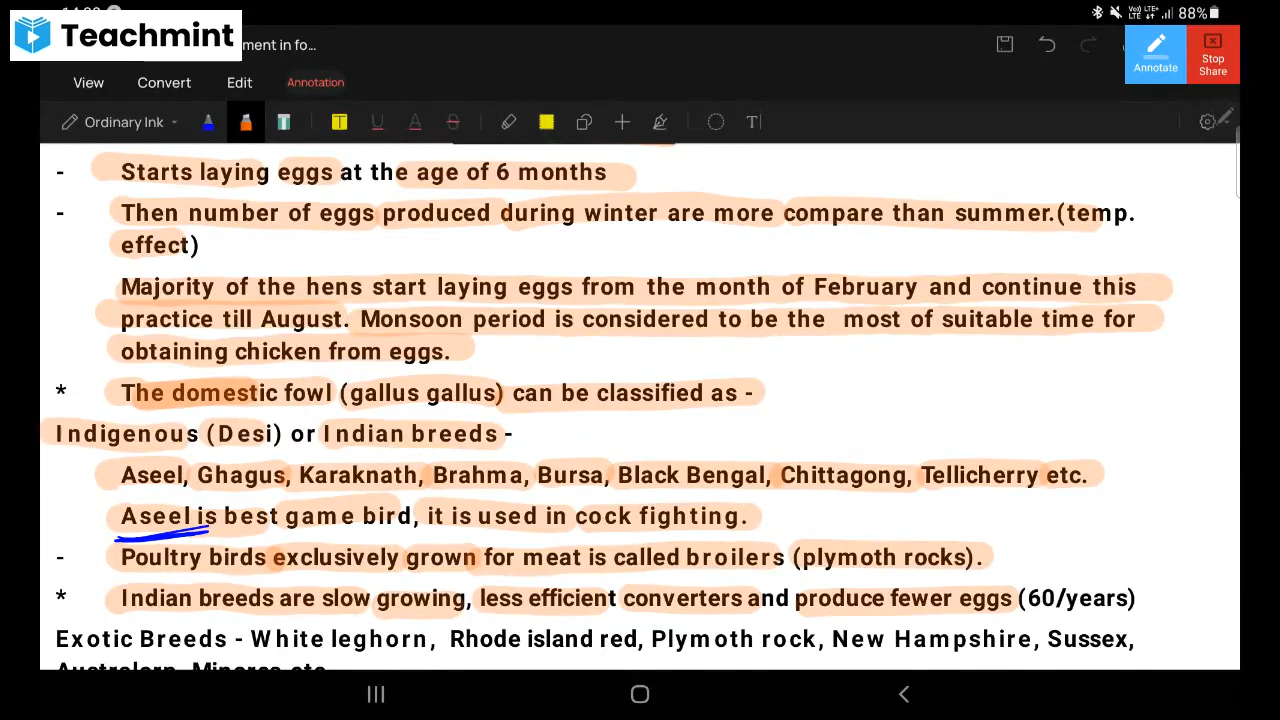 Teachmint
88%
ment in fo...
Annotate
Stop
Share
View Convert Edit Annotation
Ordinary Ink
- Starts laying eggs at the age of 6 months
- Then number of eggs produced during winter are more compare than summer.(temp.
effect)
Majority of the hens start laying eggs from the month of February and continue this
practice till August. Monsoon period is considered to be the most of suitable time for
obtaining chicken from eggs.
* The domestic fowl (gallus gallus) can be classified as -
Indigenous (Desi) or Indian breeds-
Aseel, Ghagus, Karaknath, Brahma, Bursa, Black Bengal, Chittagong, Tellicherry etc.
Aseel is best game bird, it is used in cock fighting.
- Poultry birds exclusively grown for meat is called broilers (plymoth rocks).
* Indian breeds are slow growing, less efficient converters and produce fewer eggs (60/years)
Exotic Breeds - White leghorn, Rhode island red, Plymoth rock, New Hampshire, Sussex,
Australorp, Minorca etc